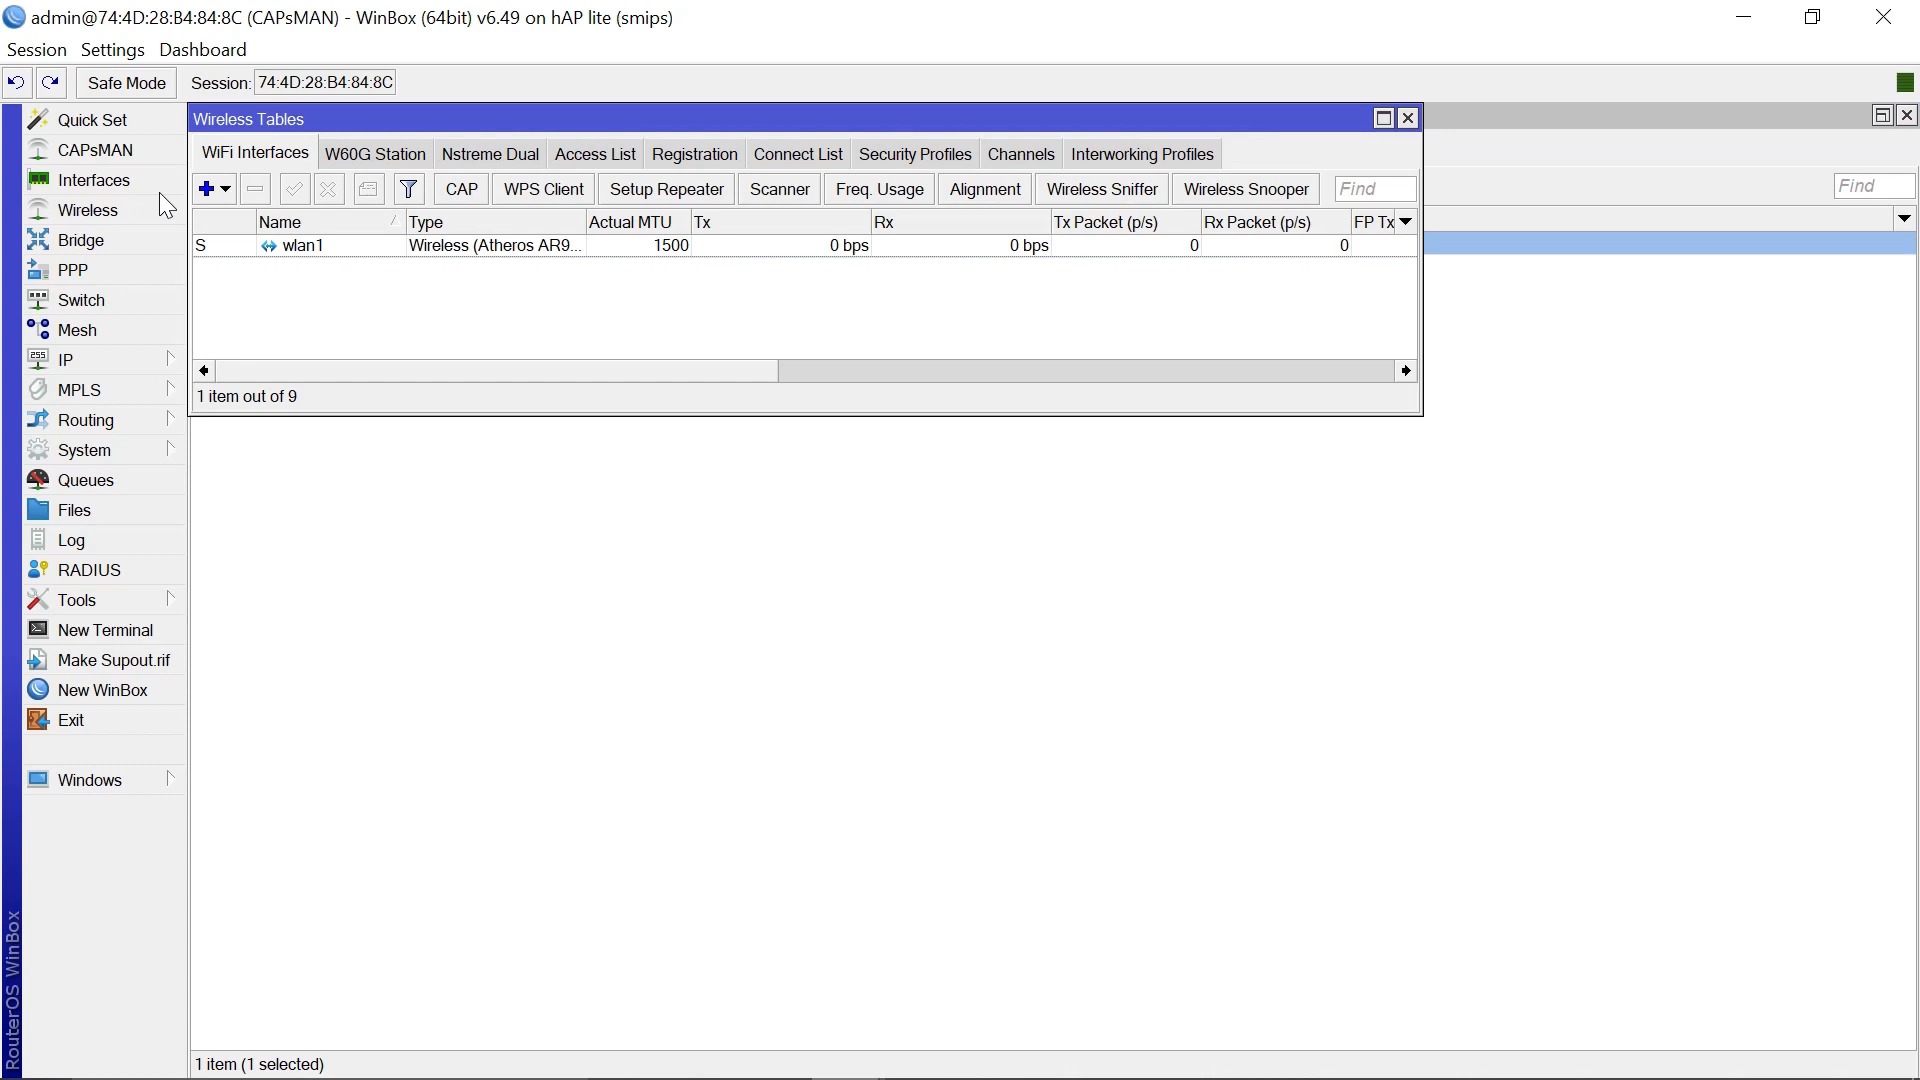 admin@74:4D:28:B4:84:8C (CAPsMAN) - WinBox (64bit) v6.49 on hAP lite (smips)
Session Settings Dashboard
Safe Mode Session: 74:4D:28:B4:84:8C
Quick Set
CAPsMAN
Interfaces
Wireless
Bridge
PPP
Switch
Mesh
255
IP
MPLS
Routing
System
Queues
Files
Log
RADIUS
Tools
New Terminal
Make Supout.rif
New WinBox
Exit
Windows
RouterOS WinBox
Wireless Tables
WiFi Interfaces W60G Station Nstreme Dual Access List Registration Connect List Security Profiles Channels Interworking Profiles
CAP WPS Client Setup Repeater Scanner Freq. Usage Alignment Wireless Sniffer Wireless Snooper Find
Name Type Actual MTU Tx Rx Tx Packet (p/s) Rx Packet (p/s) FP Tx
S wlan1 Wireless (Atheros AR9... 1500 0 bps 0 bps 0 0
1 item out of 9
Find
1 item (1 selected)